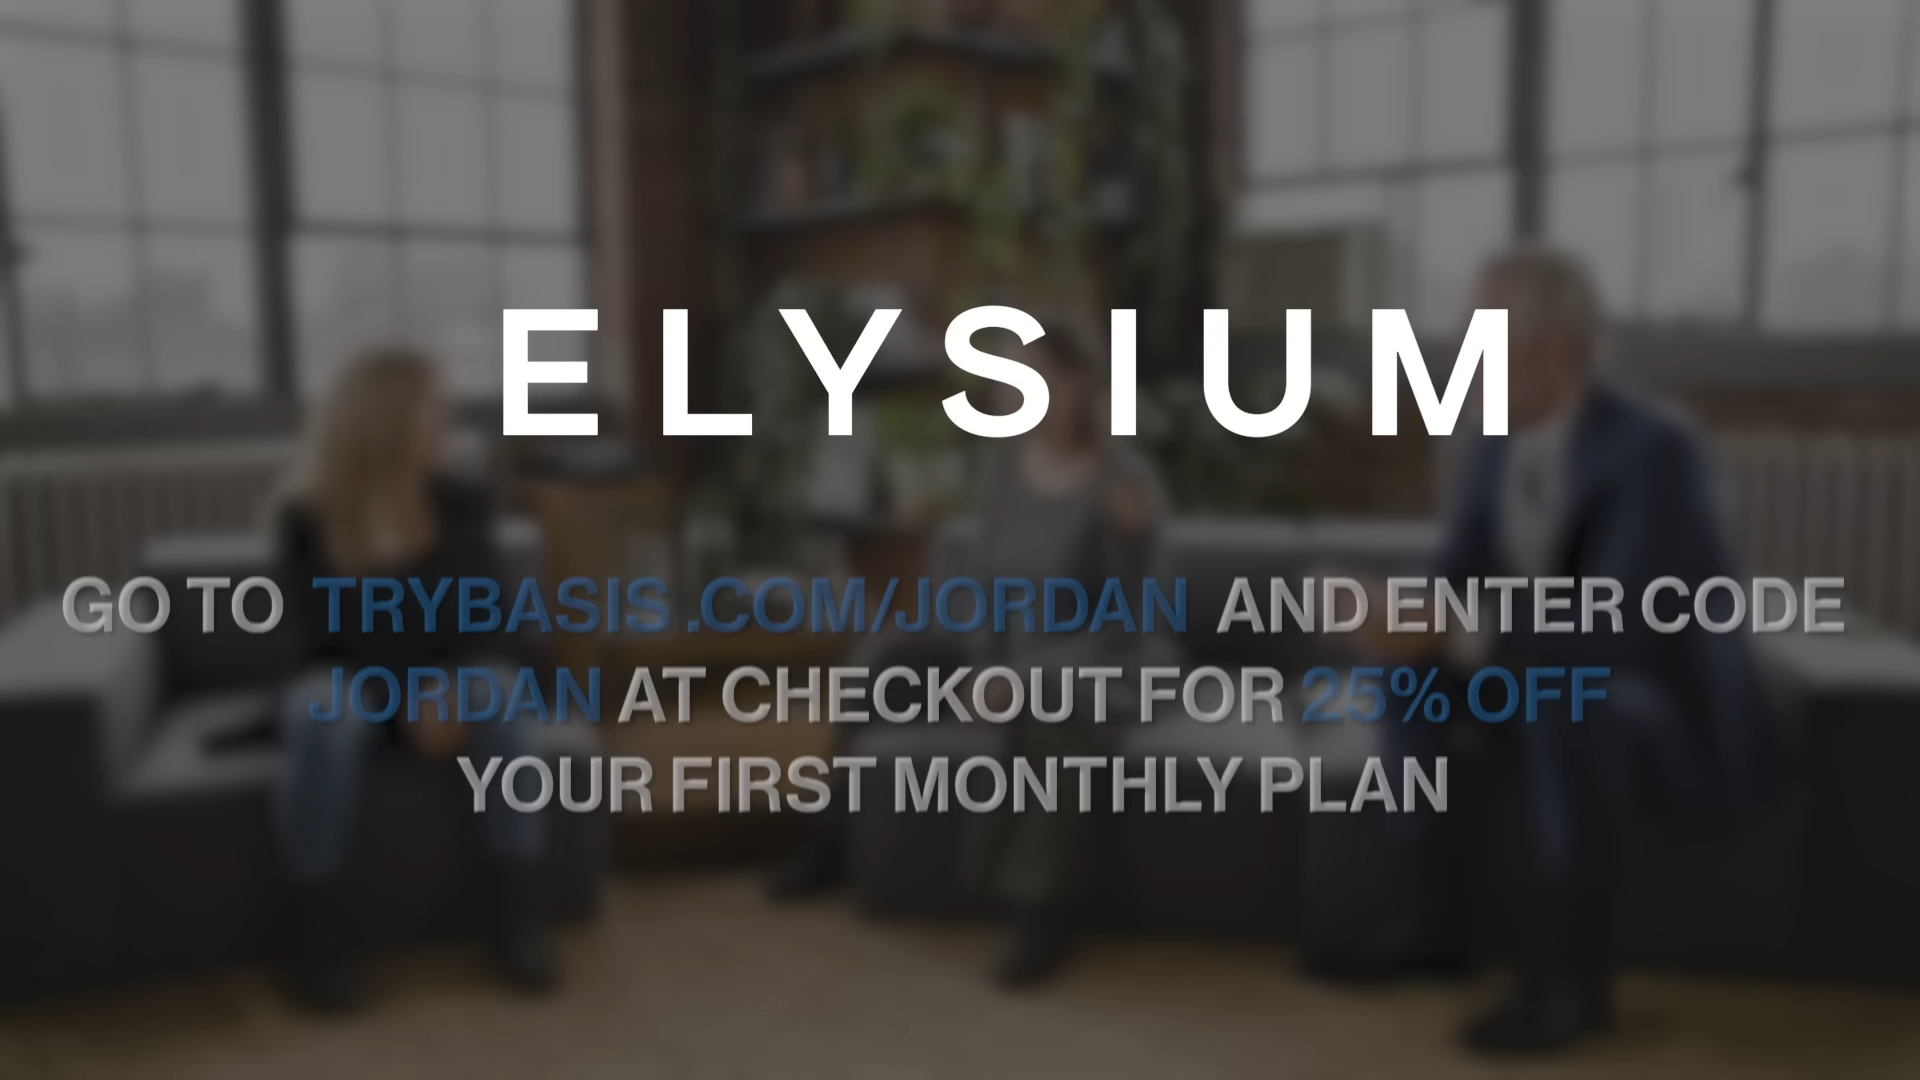 ELYSIUM
GO TO TRYBASIS .COM/JORDAN AND ENTER CODE
JORDAN AT CHECKOUT FOR 25% OFF
YOUR FIRST MONTHLY PLAN